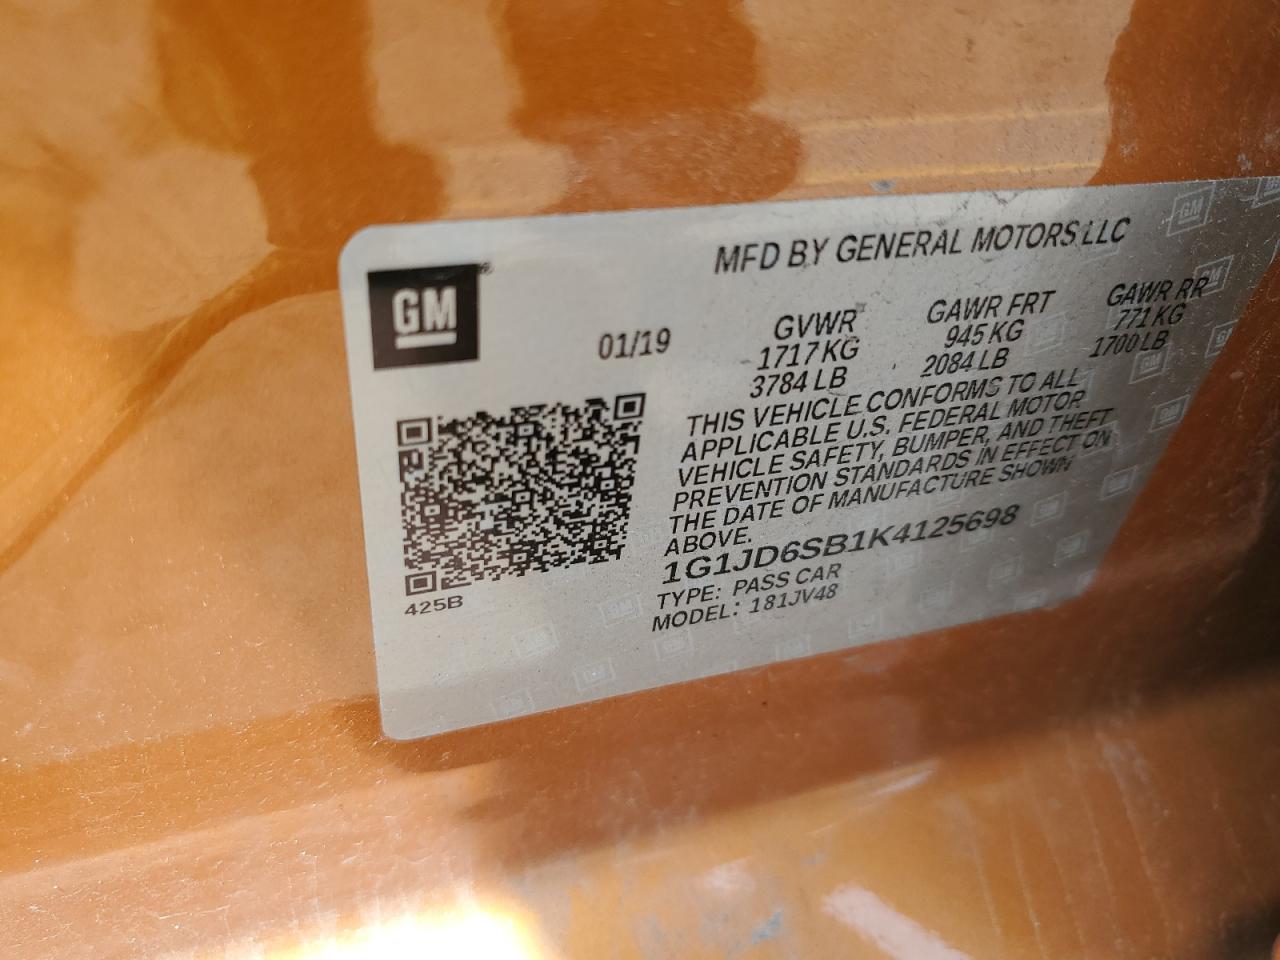 MFD BY GENERAL MOTORS LLC
GM
01/19
GVWR GAWR FRT GAWR RR
1717 KG 945 KG 771 KG
3784 LB 2084 LB 1700 LB
THIS VEHICLE CONFORMS TO ALL
APPLICABLE U.S. FEDERAL MOTOR
VEHICLE SAFETY, BUMPER, AND THEFT
PREVENTION STANDARDS IN EFFECT ON
THE DATE OF MANUFACTURE SHOWN
ABOVE.
1G1JD6SB1K4125698
TYPE: PASS CAR
MODEL: 181JV48
425B